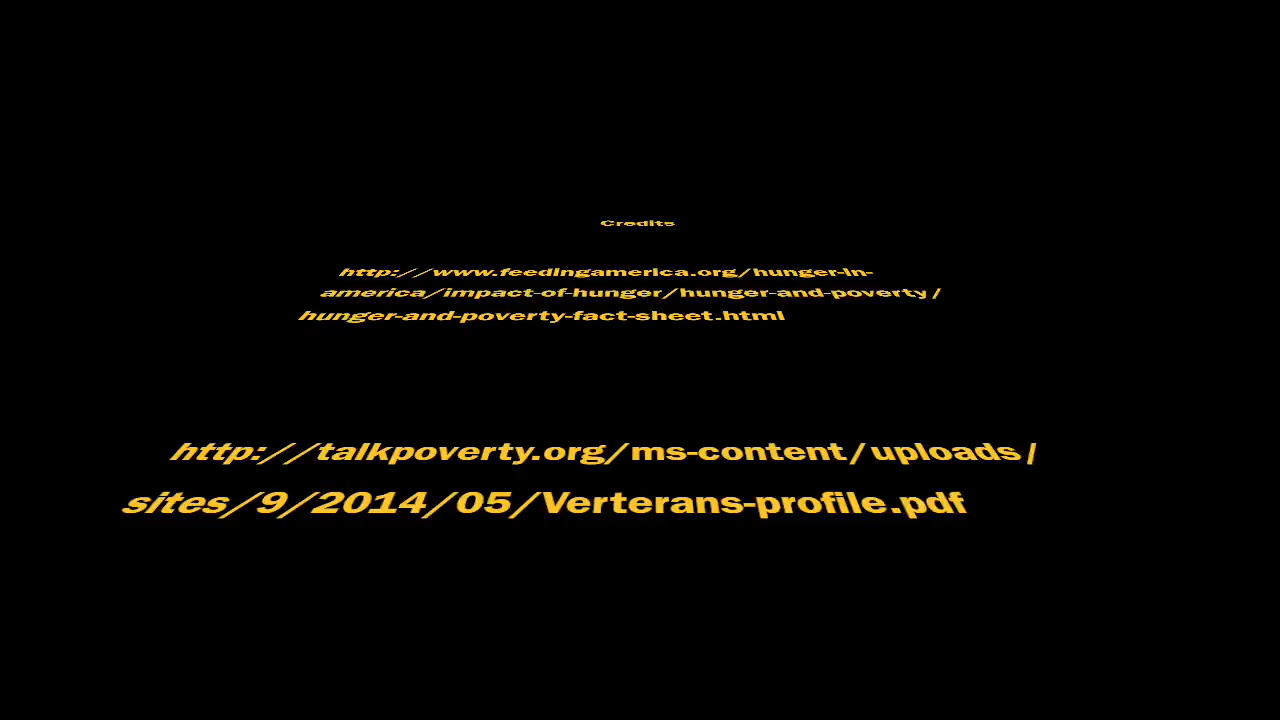 Credits
http://www.feedingamerica.org/hunger-in-
america/impact-of-hunger/hunger-and-poverty/
hunger-and-poverty-fact-sheet.html
http://talkpoverty.org/ms-content/uploads/
sites/9/2014/05/Verterans-profile.pdf